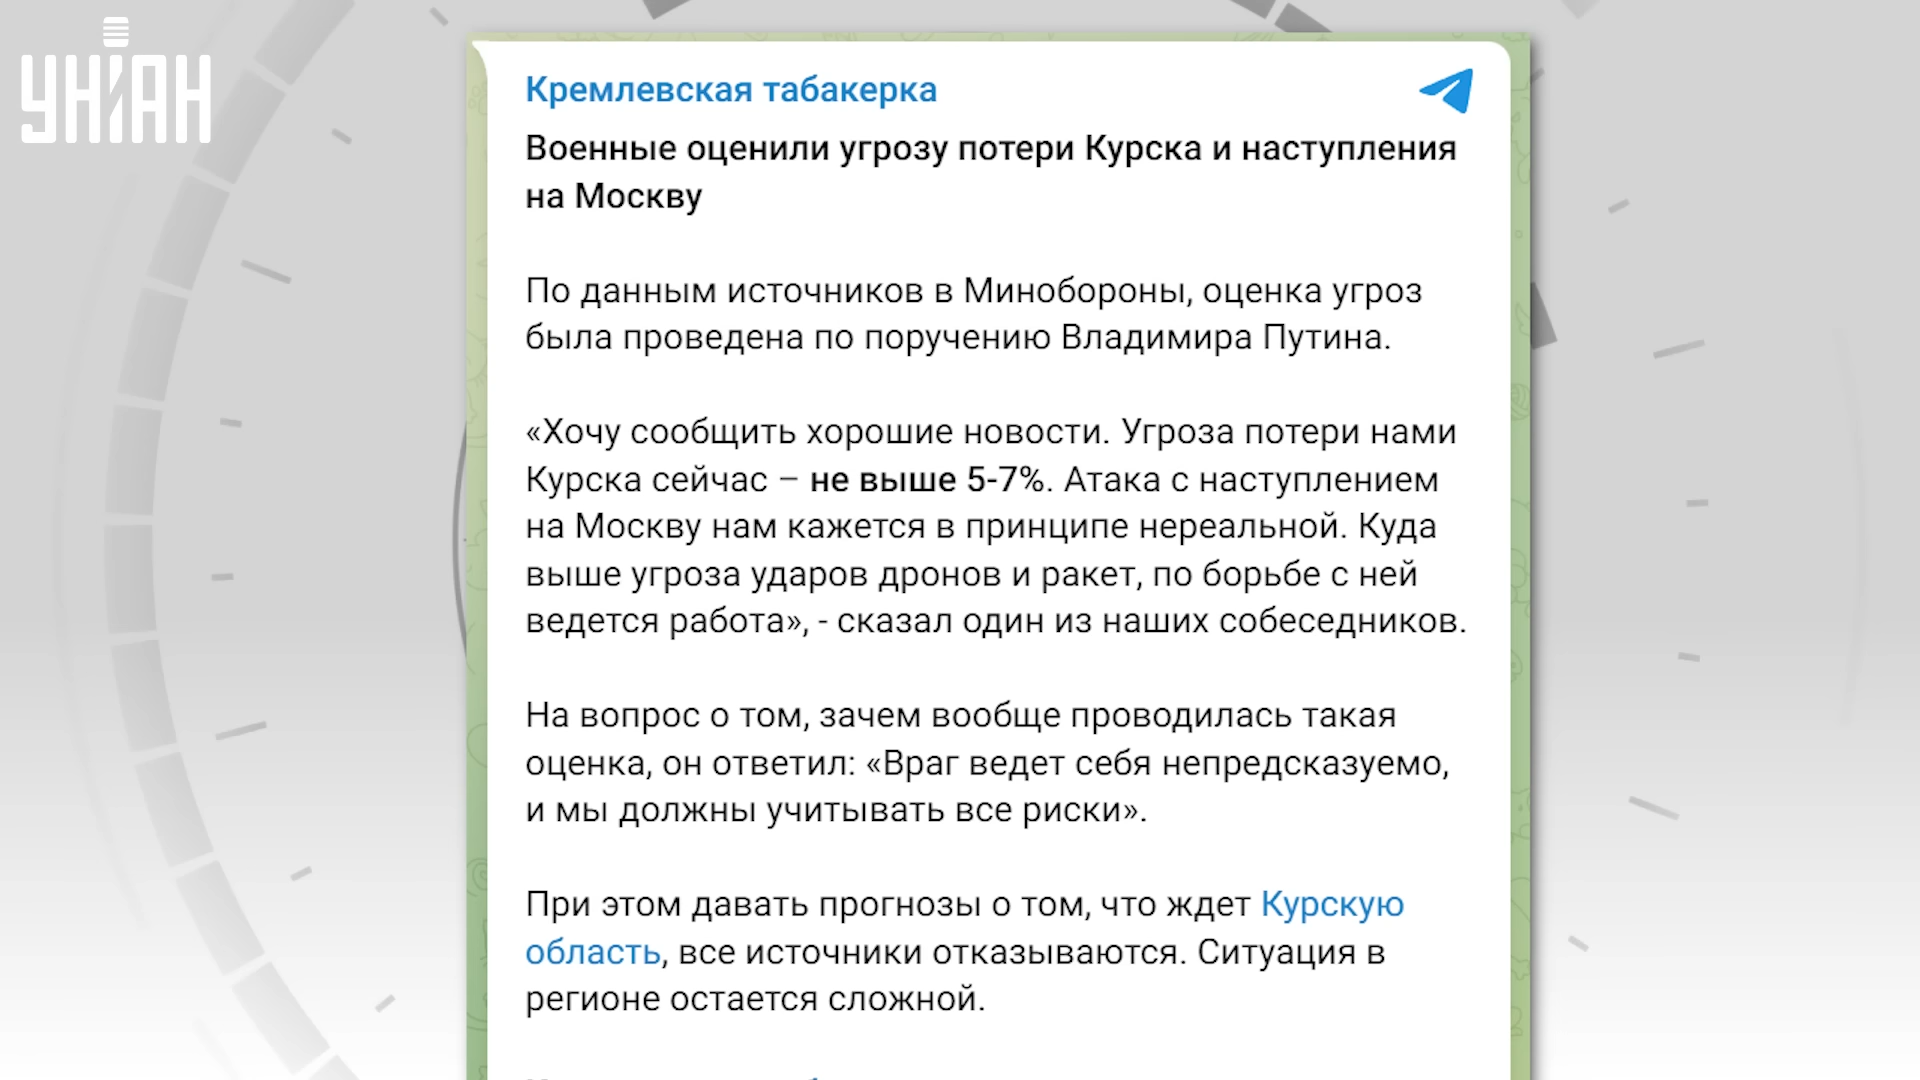 УНІАН
Кремлевская табакерка
Военные оценили угрозу потери Курска и наступления
на Москву
По данным источников в Минобороны, оценка угроз
была проведена по поручению Владимира Путина.
«Хочу сообщить хорошие новости. Угроза потери нами
Курска сейчас – не выше 5-7%. Атака с наступлением
на Москву нам кажется в принципе нереальной. Куда
выше угроза ударов дронов и ракет, по борьбе с ней
ведется работа», - сказал один из наших собеседников.
На вопрос о том, зачем вообще проводилась такая
оценка, он ответил: «Враг ведет себя непредсказуемо,
и мы должны учитывать все риски».
При этом давать прогнозы о том, что ждет Курскую
область, все источники отказываются. Ситуация в
регионе остается сложной.